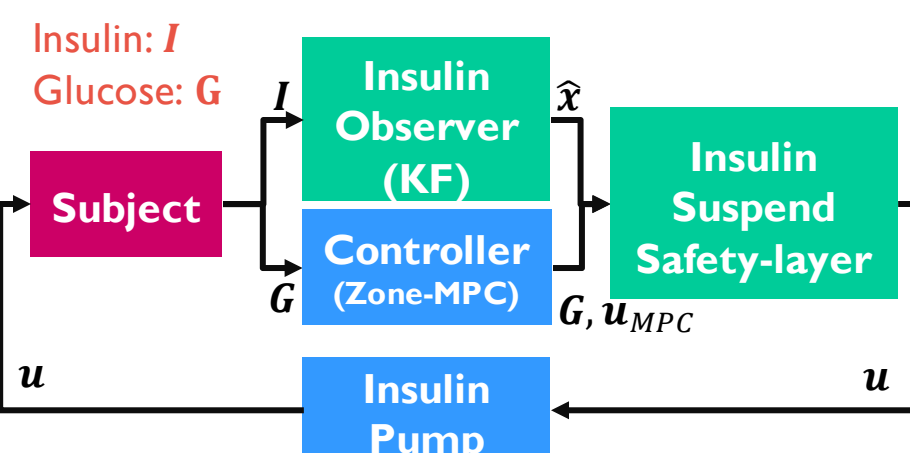 Insulin: I
Glucose: G
I
Insulin
Observer
(KF)
x̂
Subject
Insulin
Suspend
Safety-layer
Controller
(Zone-MPC)
G
G, u_MPC
u
Insulin
Pump
u